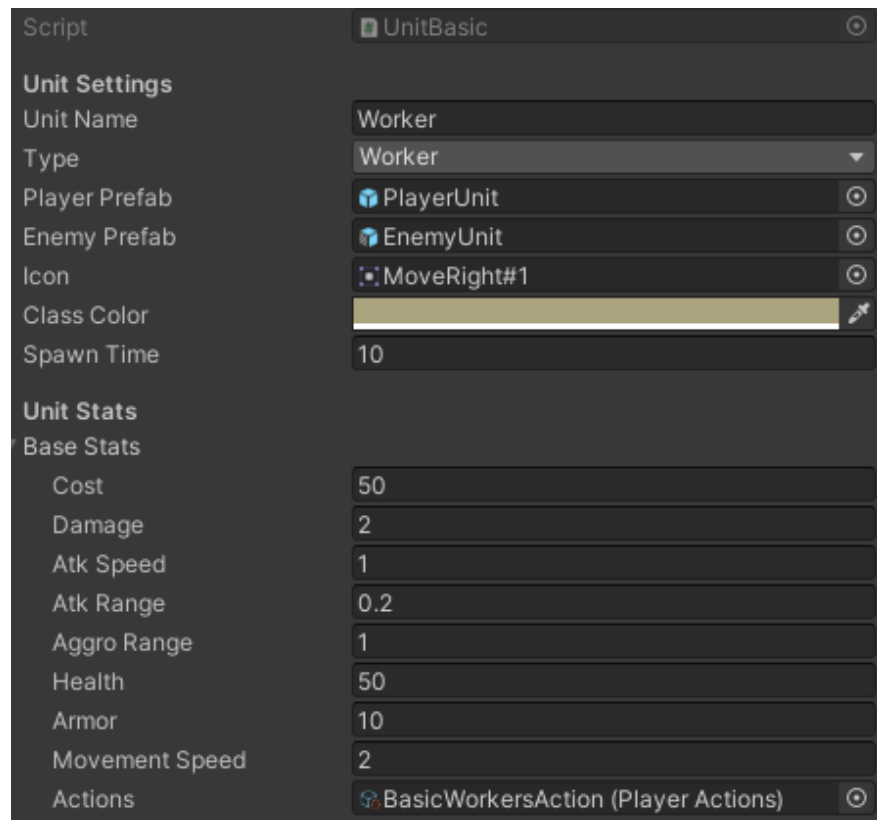 Script UnitBasic
Unit Settings
Unit Name Worker
Type Worker
Player Prefab PlayerUnit
Enemy Prefab EnemyUnit
Icon MoveRight#1
Class Color
Spawn Time 10
Unit Stats
Base Stats
Cost 50
Damage 2
Atk Speed 1
Atk Range 0.2
Aggro Range 1
Health 50
Armor 10
Movement Speed 2
Actions BasicWorkersAction (Player Actions)